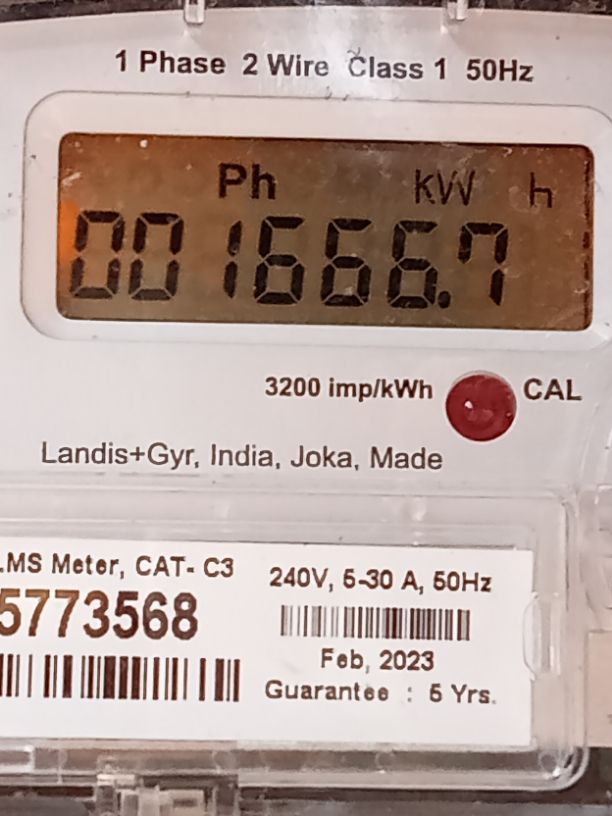 1 Phase 2 Wire Class 1 50Hz
Ph KW h
001666.7
3200 imp/kWh CAL
Landis+Gyr, India, Joka, Made
LMS Meter, CAT- C3
5773568
240V, 5-30 A, 50Hz
Feb, 2023
Guarantee : 5 Yrs.